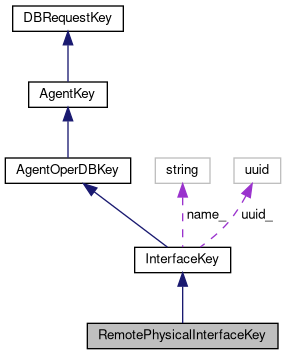 DBRequestKey
AgentKey
AgentOperDBKey
string
uuid
name_
uuid_
InterfaceKey
RemotePhysicalInterfaceKey